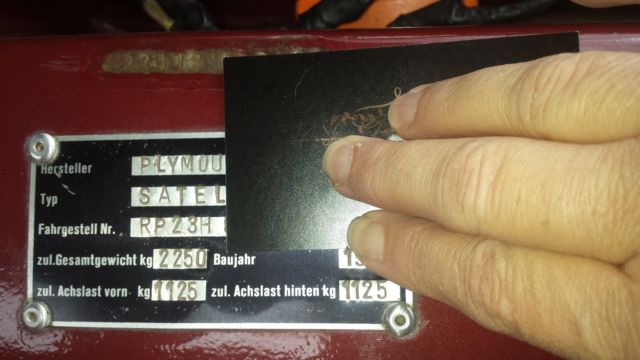 Hersteller PLYMOU
Typ SATEL
Fahrgestell Nr. RP23H
zul.Gesamtgewicht kg 2250 Baujahr
zul. Achslast vorn kg 1125 zul. Achslast hinten kg 1125